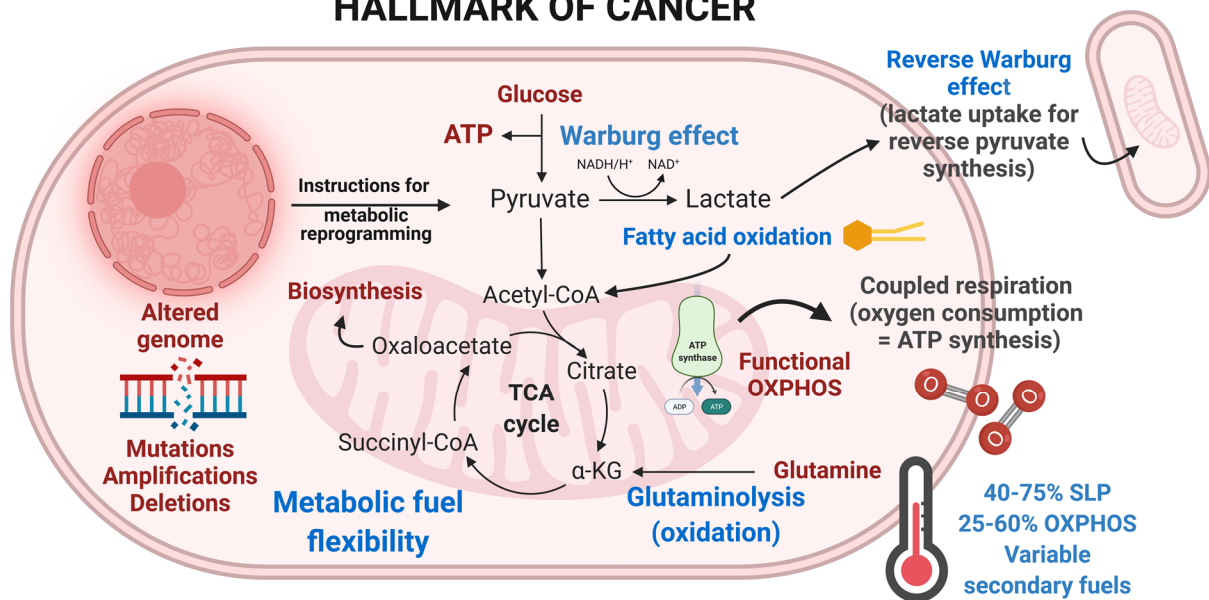 HALLMARK OF CANCER
Reverse Warburg
effect
(lactate uptake for
reverse pyruvate
synthesis)
Glucose
ATP
Warburg effect
NADH/H⁺ NAD⁺
Instructions for
metabolic
reprogramming
Pyruvate
Lactate
Fatty acid oxidation
Altered
genome
Mutations
Amplifications
Deletions
Biosynthesis
Acetyl-CoA
Oxaloacetate
Citrate
TCA
cycle
Succinyl-CoA
α-KG
Glutamine
Glutaminolysis
(oxidation)
Metabolic fuel
flexibility
ATP
synthase
ADP
ATP
Functional
OXPHOS
Coupled respiration
(oxygen consumption
= ATP synthesis)
O
O
O
O
40-75% SLP
25-60% OXPHOS
Variable
secondary fuels